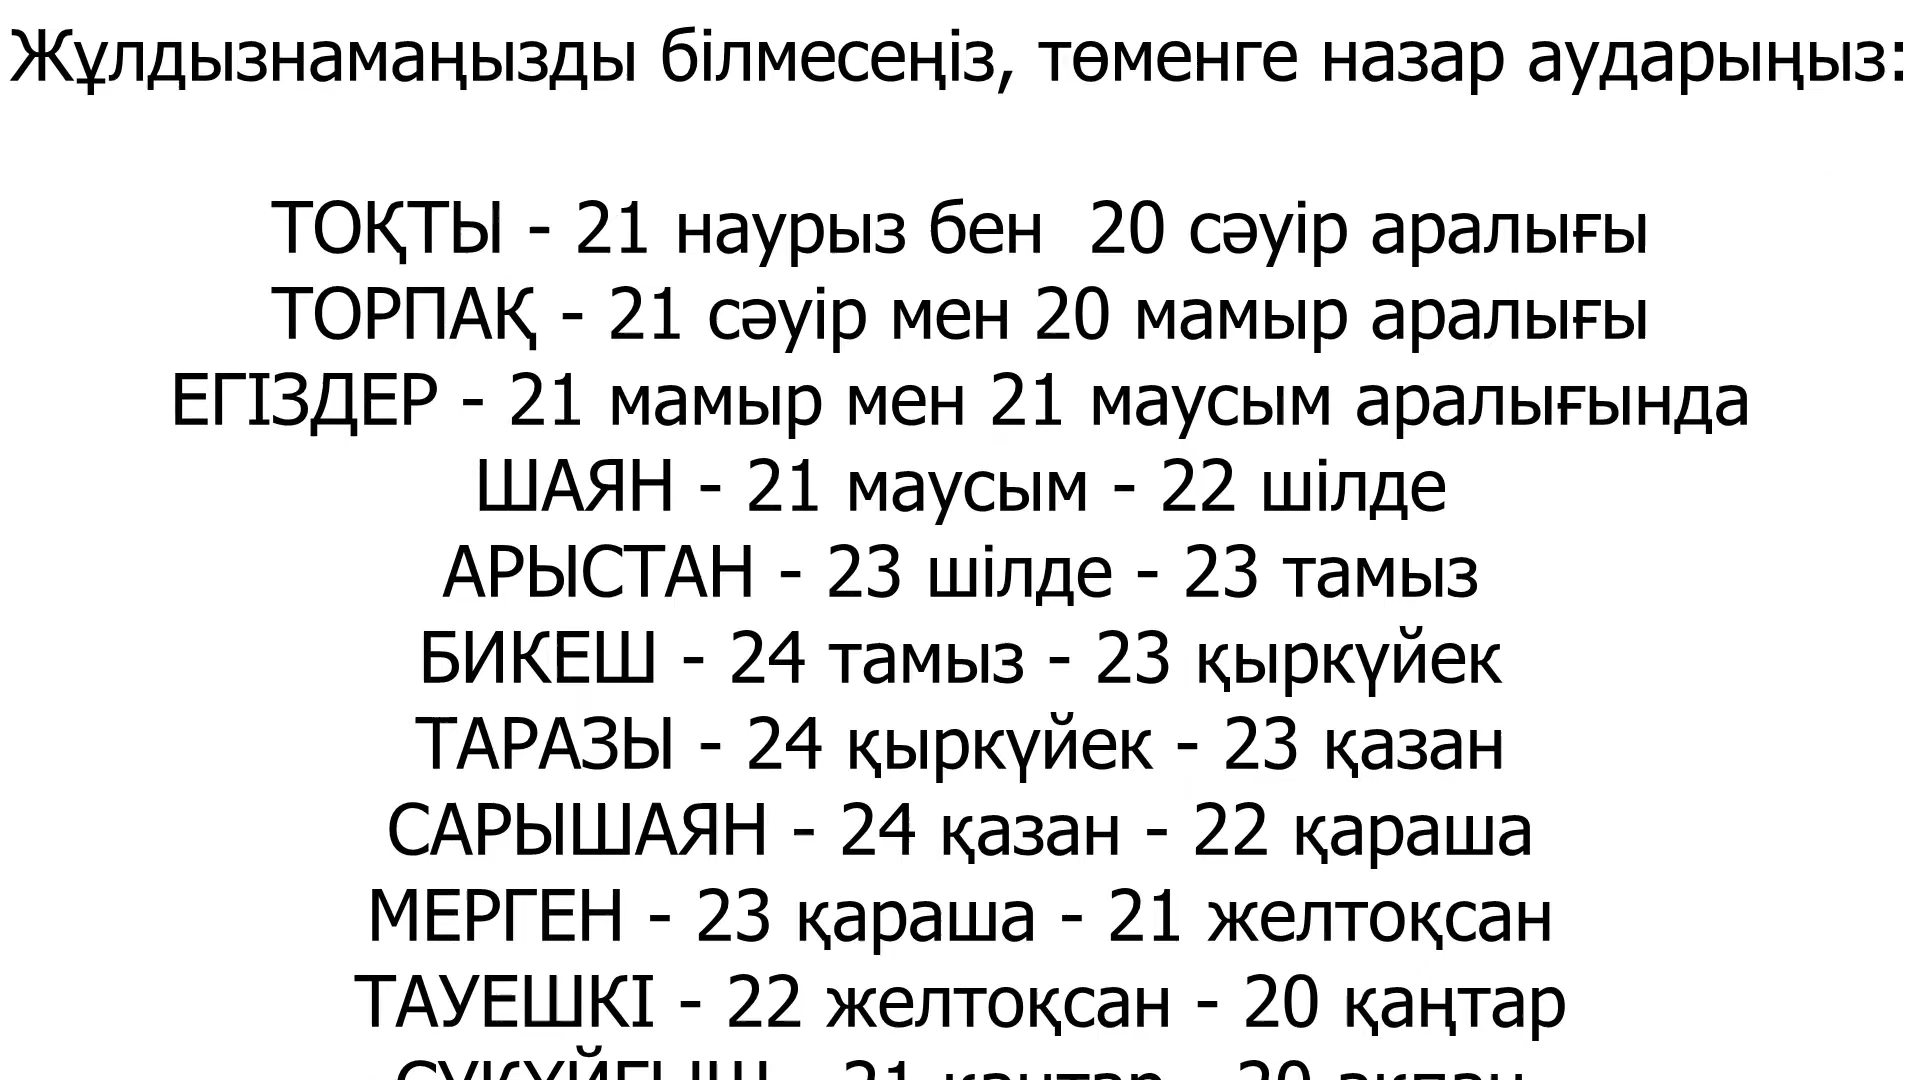 Жұлдызнамаңызды білмесеңіз, төменге назар аударыңыз:
ТОҚТЫ - 21 наурыз бен  20 сәуір аралығы
ТОРПАҚ - 21 сәуір мен 20 мамыр аралығы
ЕГІЗДЕР - 21 мамыр мен 21 маусым аралығында
ШАЯН - 21 маусым - 22 шілде
АРЫСТАН - 23 шілде - 23 тамыз
БИКЕШ - 24 тамыз - 23 қыркүйек
ТАРАЗЫ - 24 қыркүйек - 23 қазан
САРЫШАЯН - 24 қазан - 22 қараша
МЕРГЕН - 23 қараша - 21 желтоқсан
ТАУЕШКІ - 22 желтоқсан - 20 қаңтар